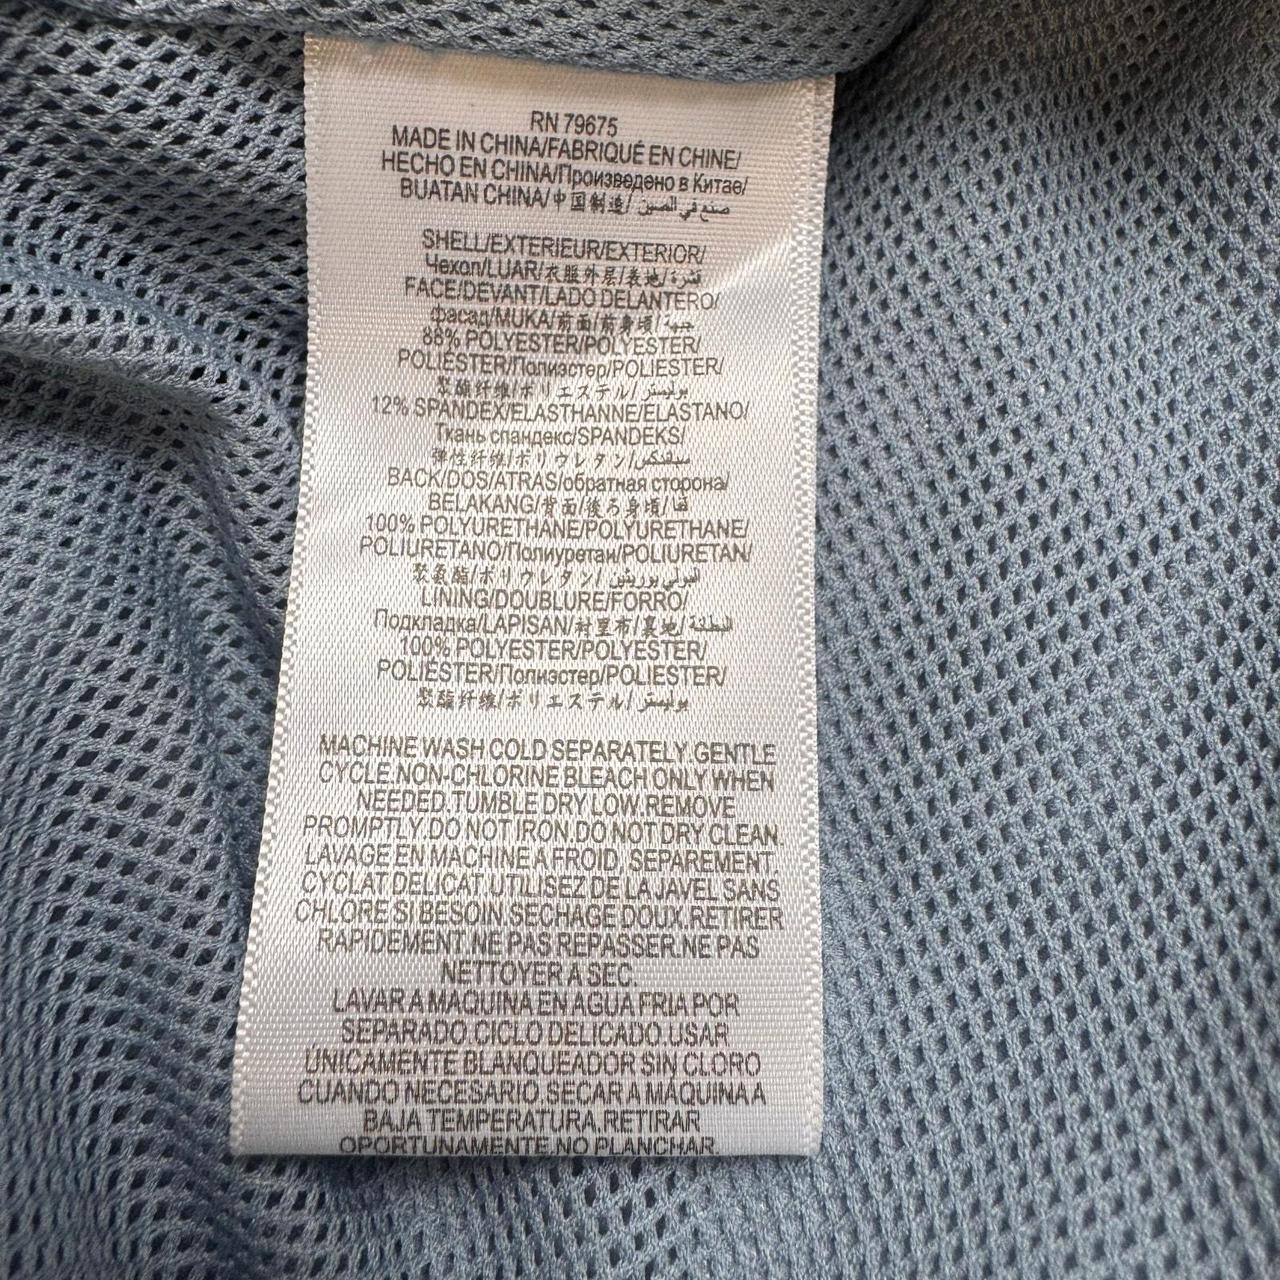 RN 79675
MADE IN CHINA/FABRIQUÉ EN CHINE/
HECHO EN CHINA/Произведено в Китае/
BUATAN CHINA/中国制造/ صنع في الصين
SHELL/EXTERIEUR/EXTERIOR/
Чехол/LUAR/衣服外层/表地/قشرة/
FACE/DEVANT/LADO DELANTERO/
Фасад/MUKA/前面/前身頃/جبهة/
88% POLYESTER/POLYESTER/
POLIÉSTER/Полиэстер/POLIESTER/
聚酯纤维/ポリエステル/بوليستر/
12% SPANDEX/ELASTHANNE/ELASTANO/
Ткань спандекс/SPANDEKS/
弹性纤维/ポリウレタン/
BACK/DOS/ATRAS/обратная сторона/
BELAKANG/背面/後ろ身頃/قفا
100% POLYURETHANE/POLYURETHANE/
POLIURETANO/Полиуретан/POLIURETAN/
聚氨酯/ポリウレタン/
LINING/DOUBLURE/FORRO/
Подкладка/LAPISAN/衬里布/裏地/
100% POLYESTER/POLYESTER/
POLIÉSTER/Полиэстер/POLIESTER/
聚酯纤维/ポリエステル/بوليستر
MACHINE WASH COLD SEPARATELY.GENTLE
CYCLE.NON-CHLORINE BLEACH ONLY WHEN
NEEDED.TUMBLE DRY LOW.REMOVE
PROMPTLY.DO NOT IRON.DO NOT DRY CLEAN
LAVAGE EN MACHINE A FROID, SEPAREMENT.
CYCLAT DELICAT.UTILISEZ DE LA JAVEL SANS
CHLORE SI BESOIN.SECHAGE DOUX.RETIRER
RAPIDEMENT.NE PAS REPASSER.NE PAS
NETTOYER A SEC.
LAVAR A MAQUINA EN AGUA FRIA POR
SEPARADO.CICLO DELICADO.USAR
ÚNICAMENTE BLANQUEADOR SIN CLORO
CUANDO NECESARIO.SECAR A MÁQUINA A
BAJA TEMPERATURA.RETIRAR
OPORTUNAMENTE.NO PLANCHAR.